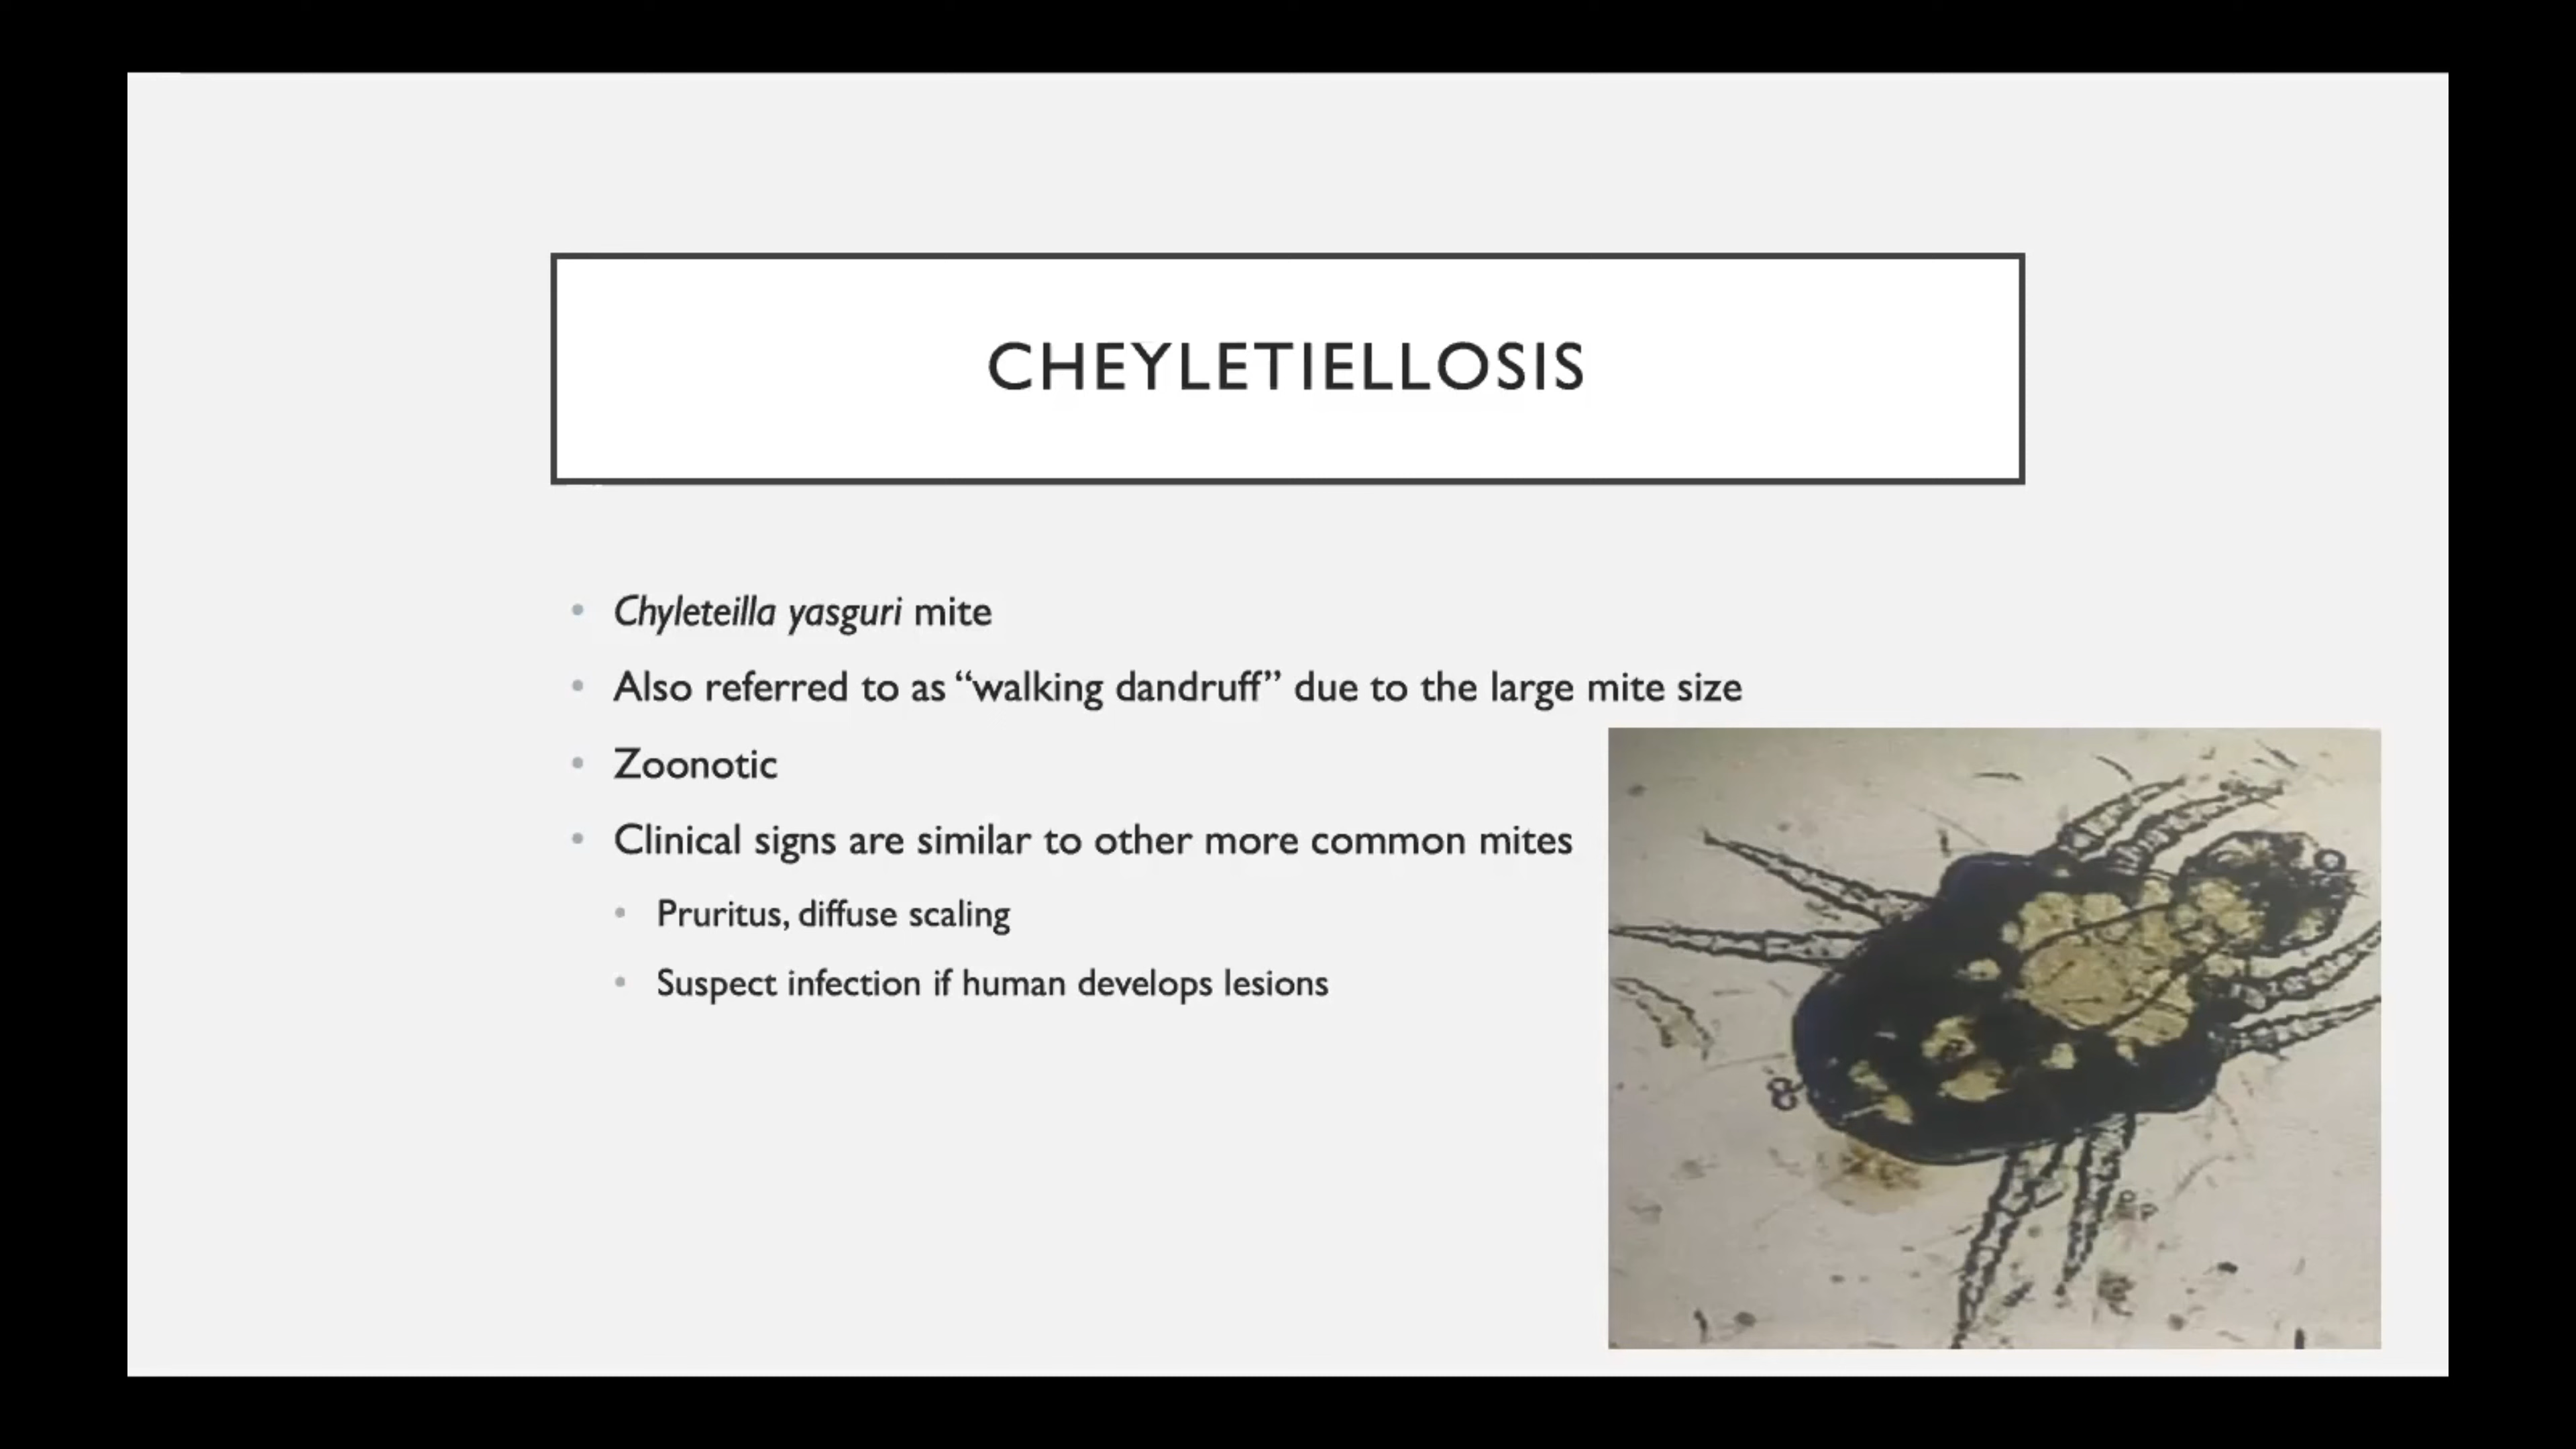 CHEYLETIELLOSIS
• Chyleteilla yasguri mite
• Also referred to as “walking dandruff” due to the large mite size
• Zoonotic
• Clinical signs are similar to other more common mites
• Pruritus, diffuse scaling
• Suspect infection if human develops lesions